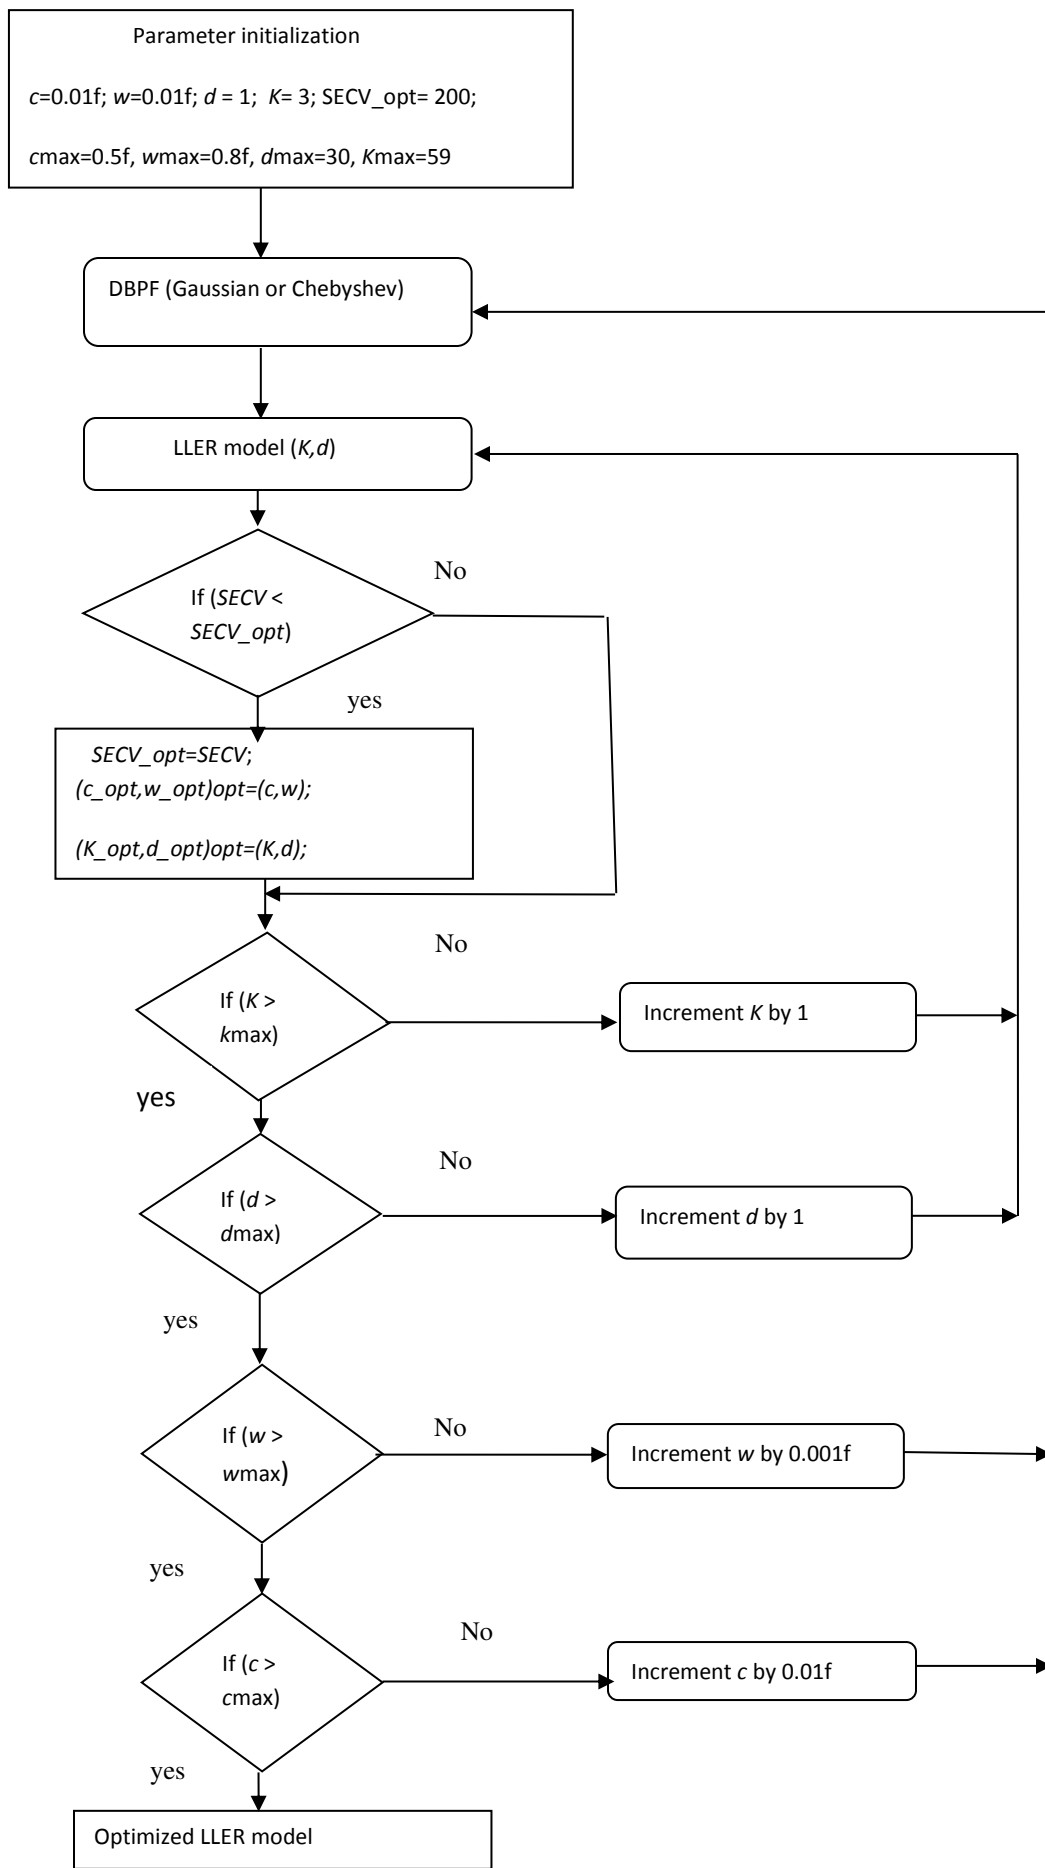 Parameter initialization
c=0.01f; w=0.01f; d = 1; K= 3; SECV_opt= 200;
cmax=0.5f, wmax=0.8f, dmax=30, Kmax=59
DBPF (Gaussian or Chebyshev)
LLER model (K,d)
No
If (SECV <
SECV_opt)
yes
SECV_opt=SECV;
(c_opt,w_opt)opt=(c,w);
(K_opt,d_opt)opt=(K,d);
No
If (K >
kmax)
Increment K by 1
yes
No
If (d >
dmax)
Increment d by 1
yes
No
If (w >
wmax)
Increment w by 0.001f
yes
No
If (c >
cmax)
Increment c by 0.01f
yes
Optimized LLER model